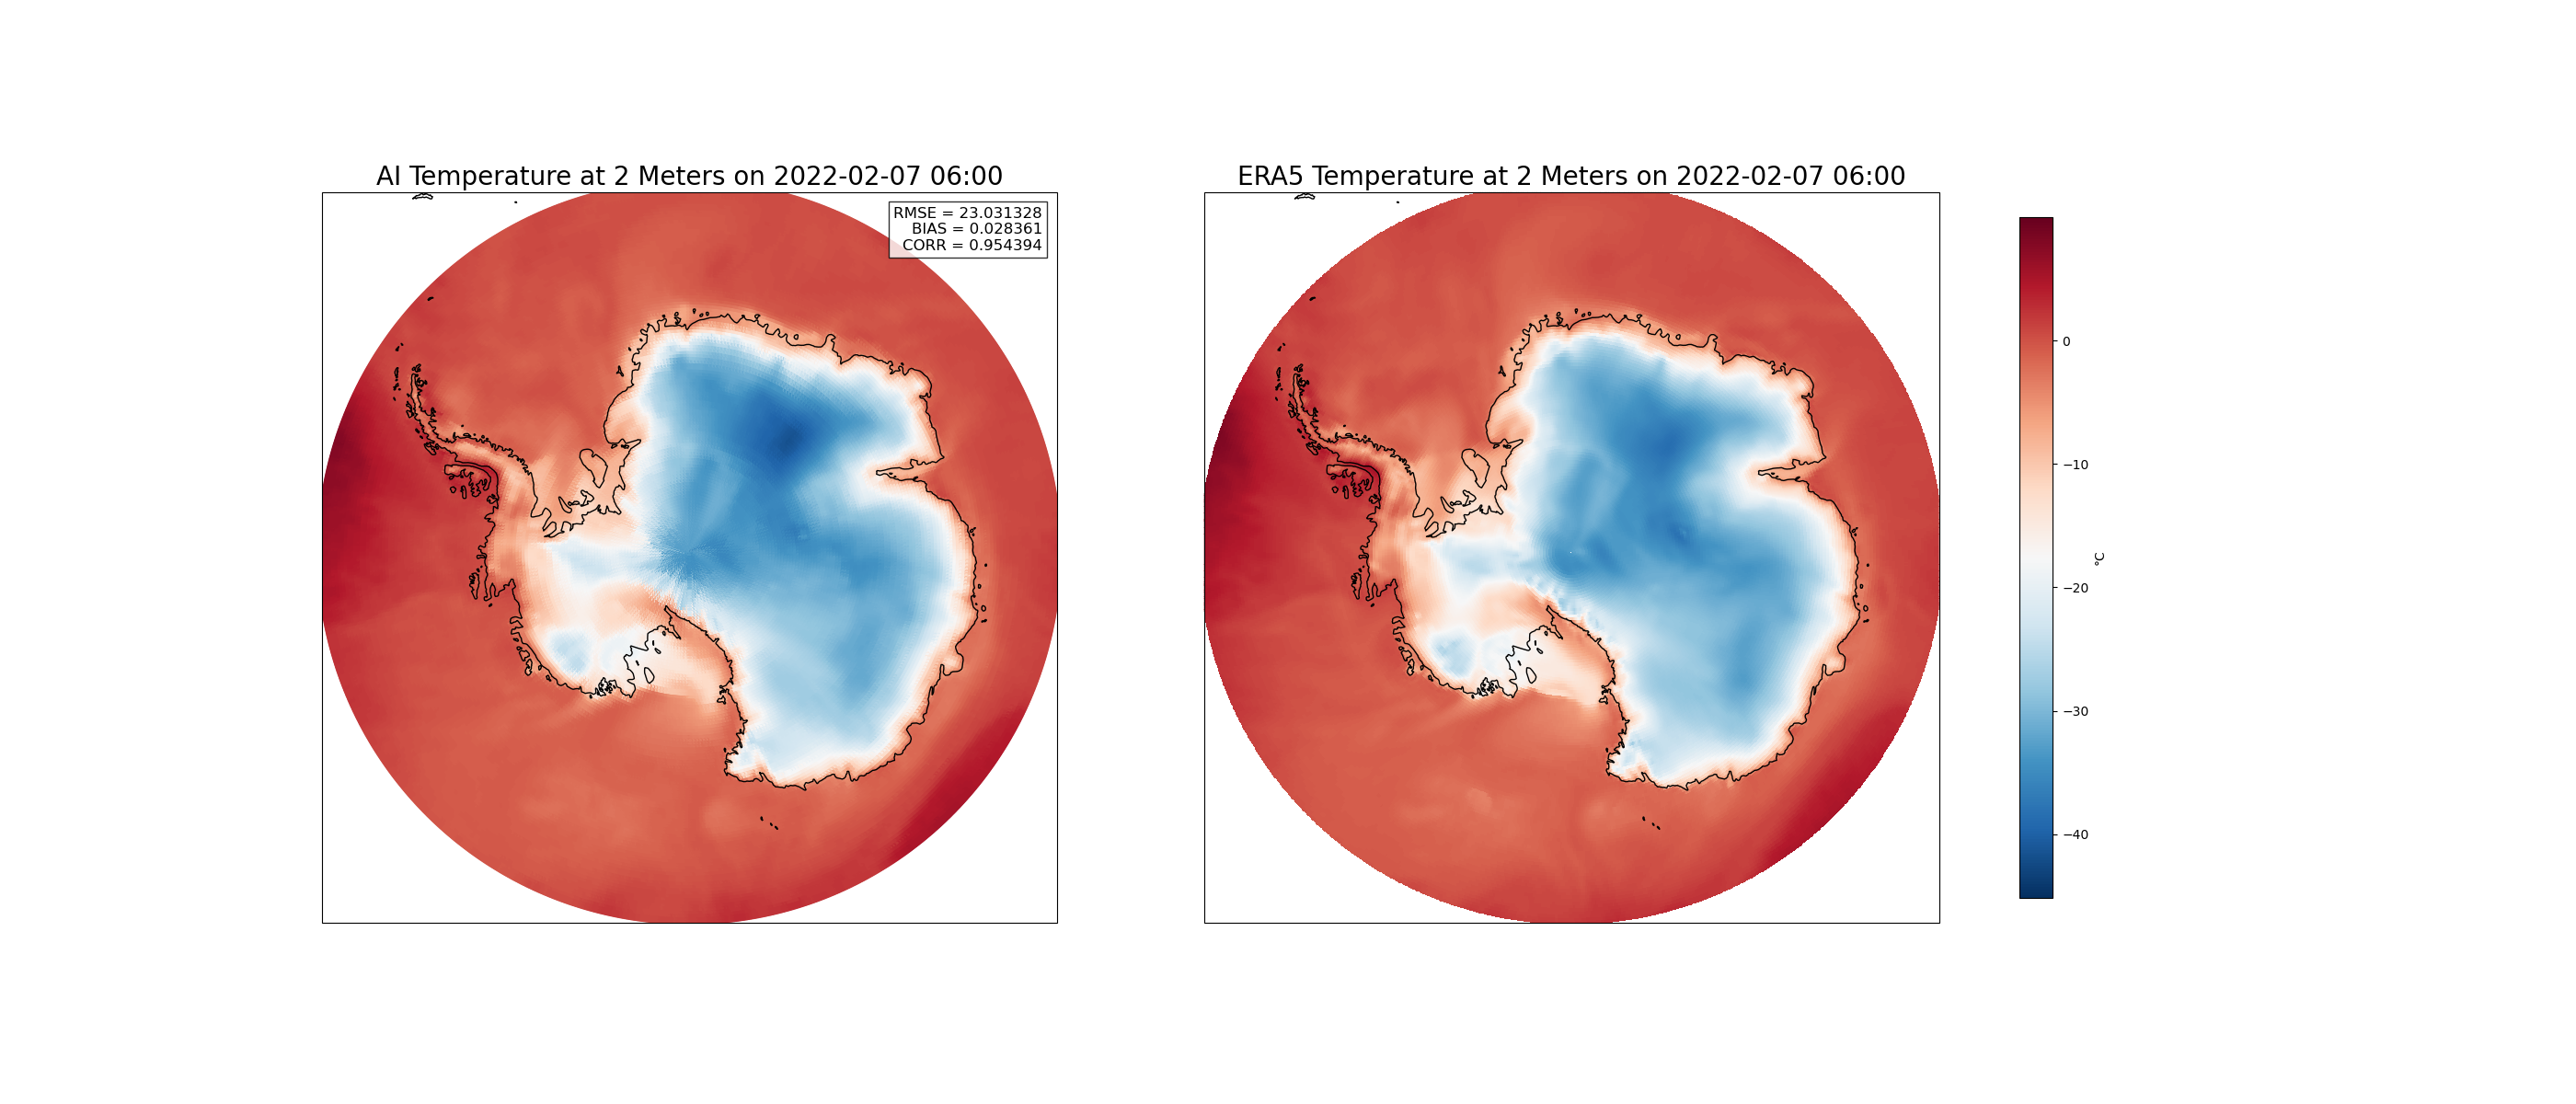 AI Temperature at 2 Meters on 2022-02-07 06:00
RMSE = 23.031328
BIAS = 0.028361
CORR = 0.954394
ERA5 Temperature at 2 Meters on 2022-02-07 06:00
0
−10
−20
−30
−40
°C